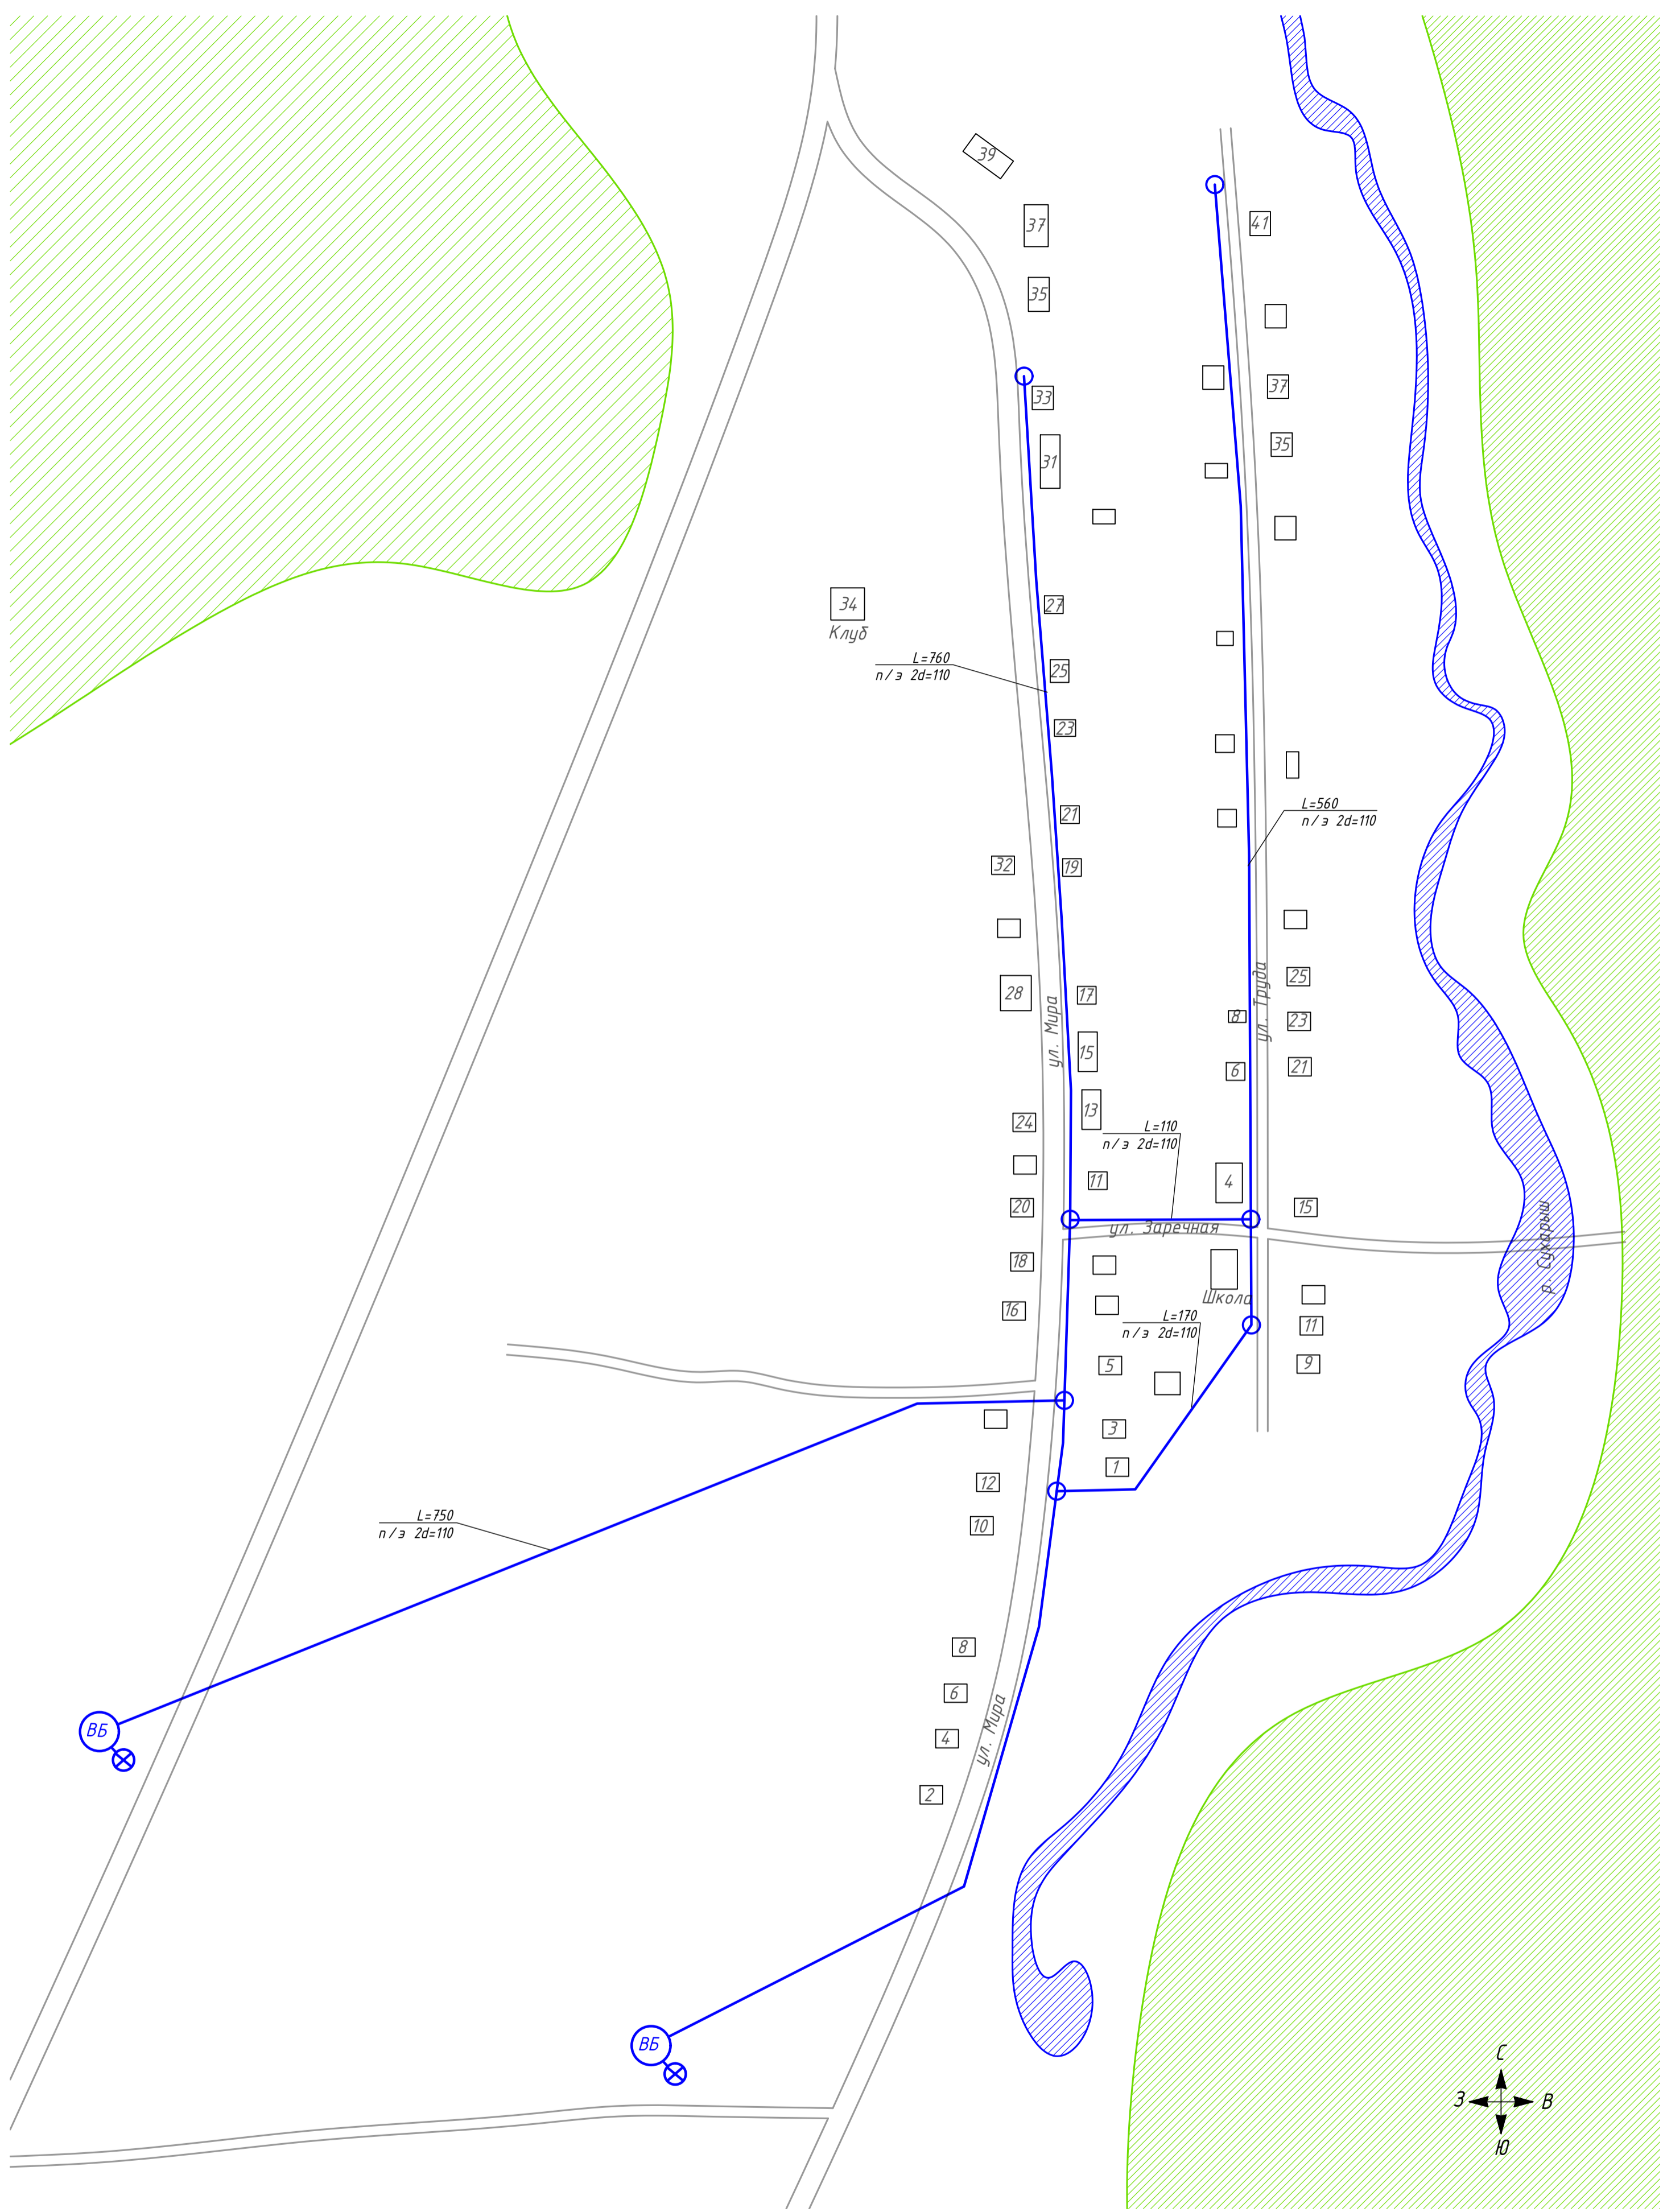 39
37
41
35
33
37
31
35
34
Клуб
27
L=760
п/э 2d=110
25
23
L=560
п/э 2d=110
21
32
19
25
28
17
ул. Мира
ул. Труда
8
23
15
6
21
13
24
L=110
п/э 2d=110
11
4
20
15
ул. Заречная
р. Сухарыш
18
Школа
16
L=170
п/э 2d=110
11
5
9
3
1
12
L=750
п/э 2d=110
10
8
6
ул. Мира
ВБ
4
2
ВБ
С
З
В
Ю